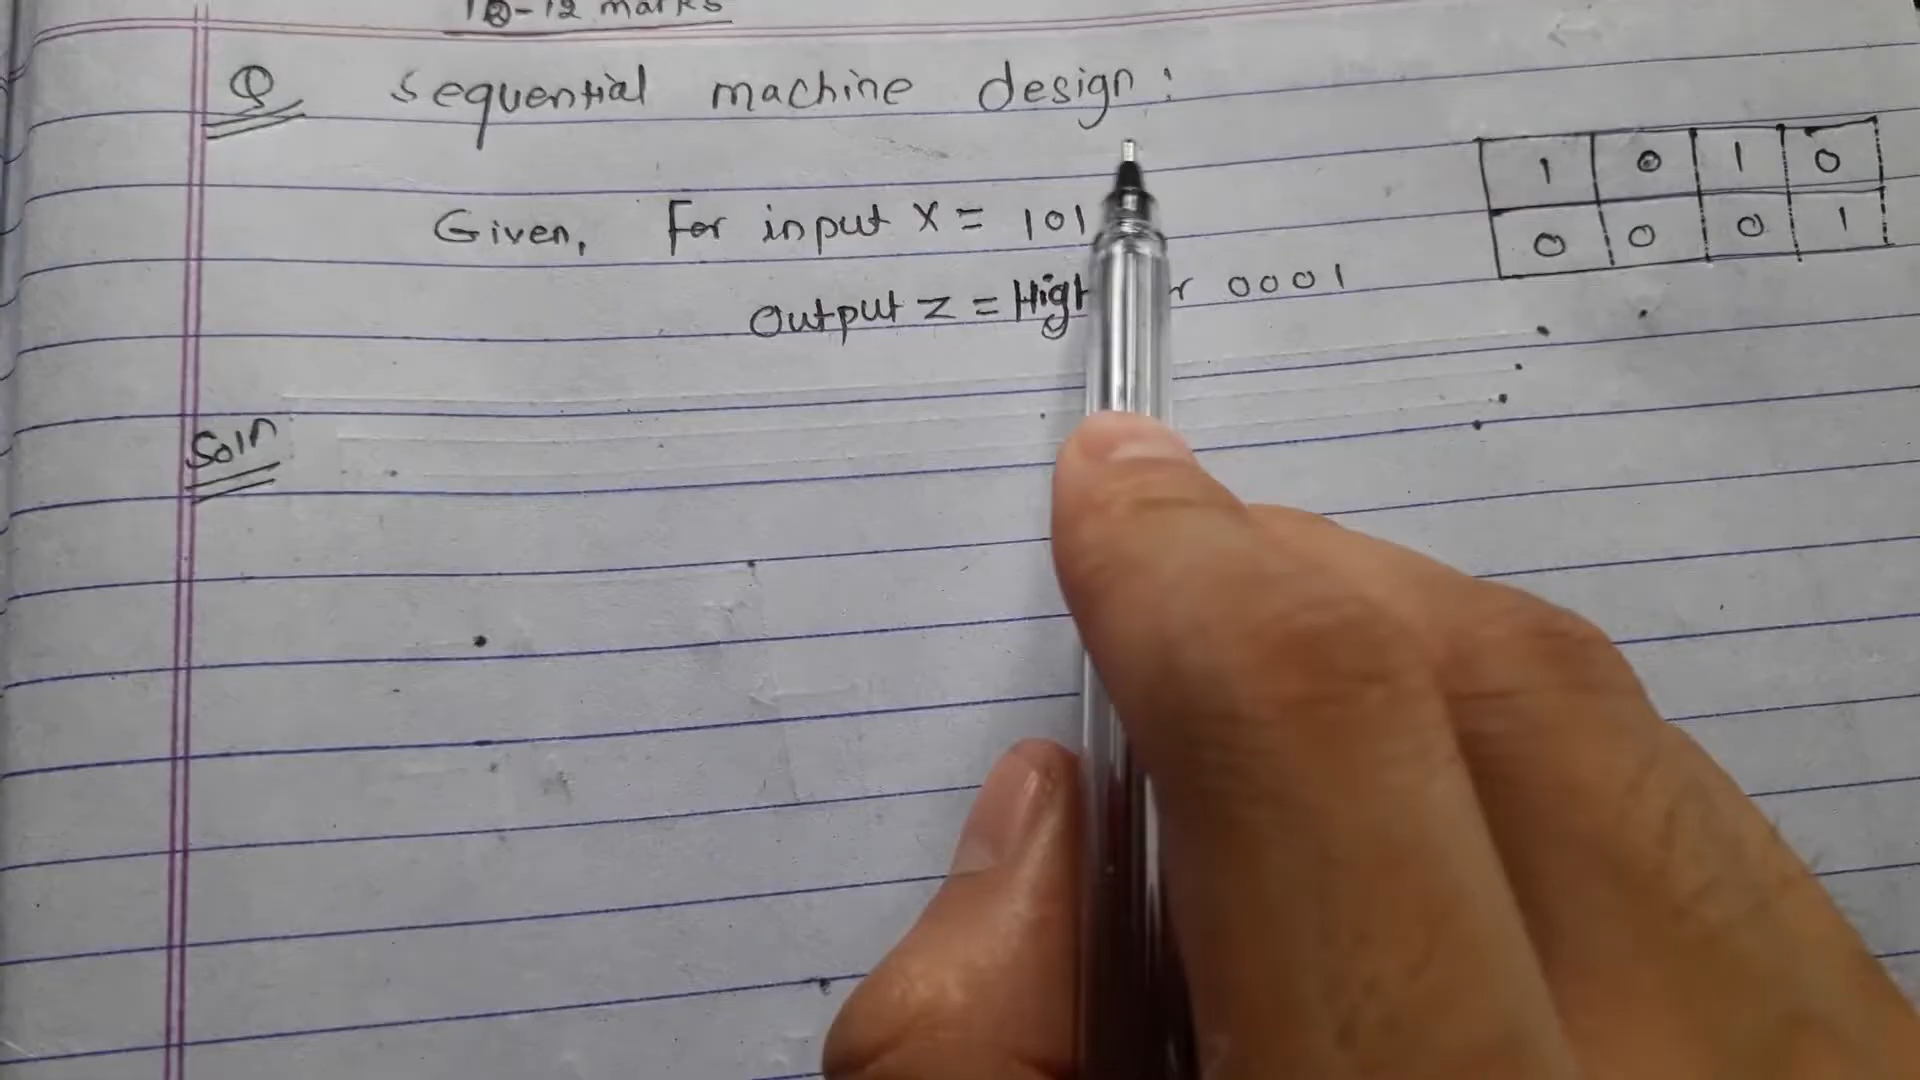 marks
Q Sequential machine design:
Given, For input X = 101
Output Z = High 0001
1 0 1 0
0 0 0 1
Soln